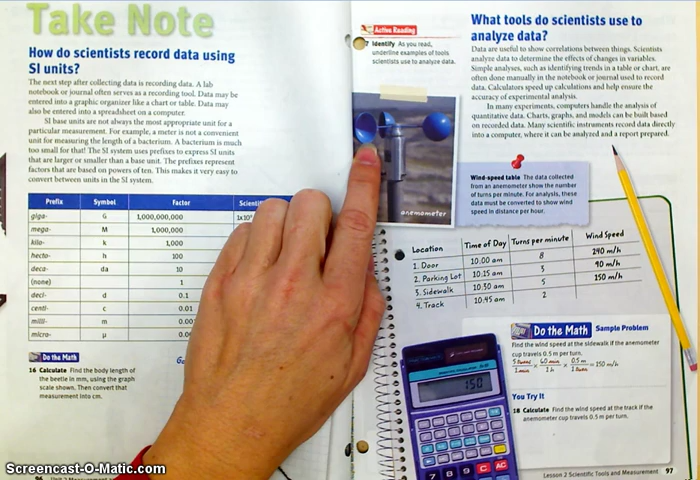 Take Note
How do scientists record data using
SI units?
The next step after collecting data is recording data. A lab
notebook or journal often serves as a recording tool. Data may be
entered into a graphic organizer like a chart or table. Data may
also be entered into a spreadsheet on a computer.
SI base units are not always the most appropriate unit for a
particular measurement. For example, a meter is not a convenient
unit for measuring the length of a bacterium. A bacterium is much
too small for that! The SI system uses prefixes to express SI units
that are larger or smaller than a base unit. The prefixes represent
factors that are based on powers of ten. This makes it very easy to
convert between units in the SI system.
Prefix Symbol Factor
giga- G 1,000,000,000
mega- M 1,000,000
kilo- k 1,000
hecto- h 100
deca- da 10
(none) 1
deci- d 0.1
centi- c 0.01
milli- m
micro- μ
Do the Math
16 Calculate Find the body length of
the beetle in mm, using the graph
scale shown. Then convert that
measurement into cm.
Active Reading
7 Identify As you read,
underline examples of tools
scientists use to analyze data.
anemometer
What tools do scientists use to
analyze data?
Data are useful to show correlations between things. Scientists
analyze data to determine the effects of changes in variables.
Simple analyses, such as identifying trends in a table or chart, are
often done manually in the notebook or journal used to record
data. Calculators speed up calculations and help ensure the
accuracy of experimental analysis.
In many experiments, computers handle the analysis of
quantitative data. Charts, graphs, and models can be built based
on recorded data. Many scientific instruments record data directly
into a computer, where it can be analyzed and a report prepared.
Wind-speed table The data collected
from an anemometer show the number
of turns per minute. For analysis, these
data must be converted to show wind
speed in distance per hour.
Location Time of Day Turns per minute Wind Speed
1. Door 10:00 am 8 240 m/h
2. Parking Lot 10:15 am 3 90 m/h
3. Sidewalk 10:30 am 5 150 m/h
4. Track 10:45 am 2
150
7 8 9 CE AC
Do the Math Sample Problem
Find the wind speed at the sidewalk if the anemometer
cup travels 0.5 m per turn.
5 turns/1 min × 60 min/1 h × 0.5 m/1 turn = 150 m/h
You Try It
18 Calculate Find the wind speed at the track if the
anemometer cup travels 0.5 m per turn.
Screencast-O-Matic.com
96
Lesson 2 Scientific Tools and Measurement 97